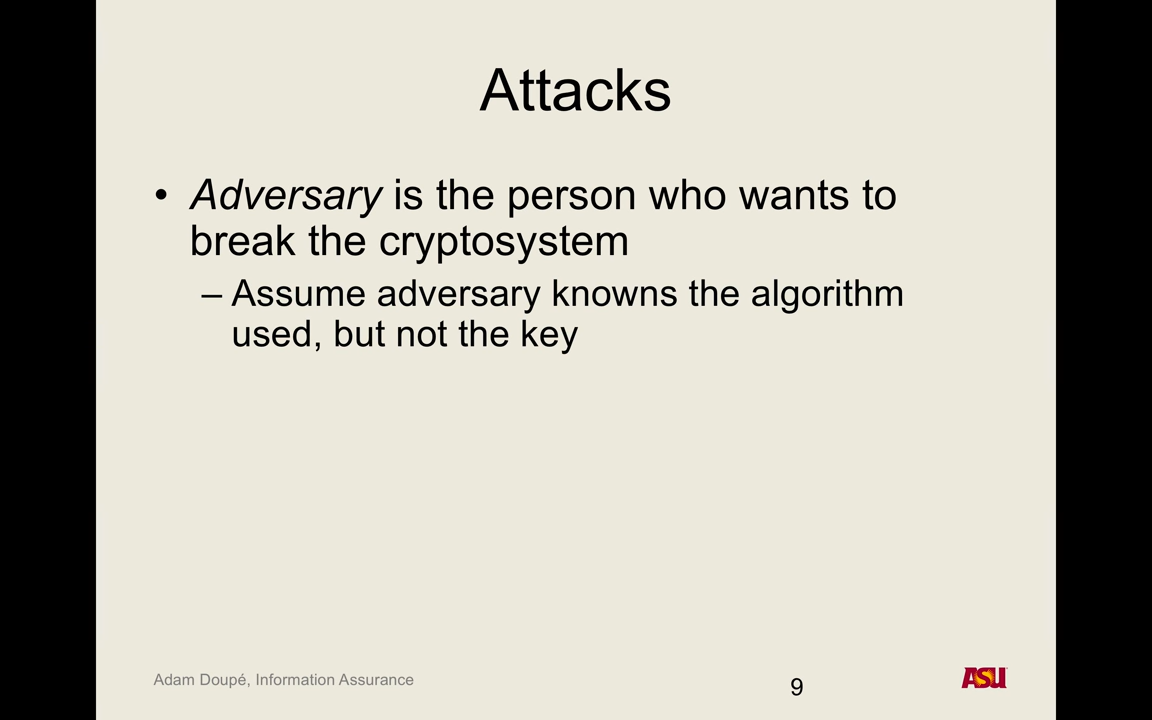 Attacks
• Adversary is the person who wants to
break the cryptosystem
– Assume adversary knowns the algorithm
used, but not the key
Adam Doupé, Information Assurance
9
ASU